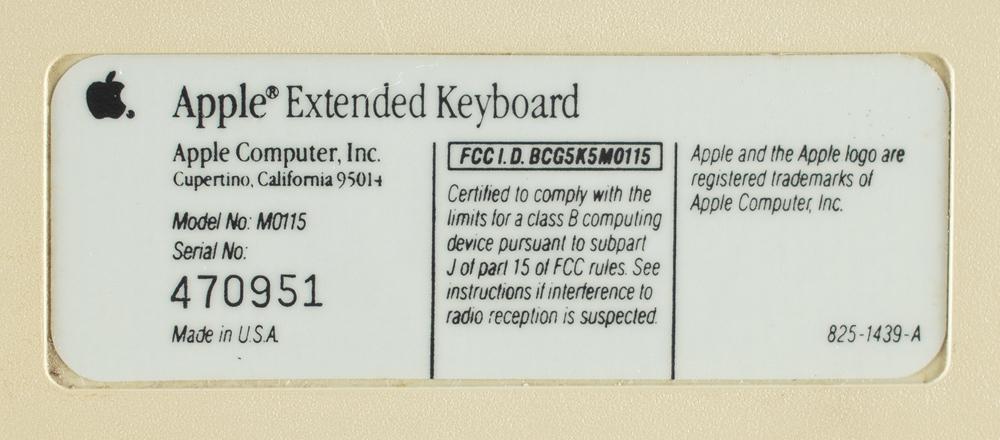 Apple® Extended Keyboard
Apple Computer, Inc.
Cupertino, California 95014
Model No: M0115
Serial No:
470951
Made in U.S.A.
FCC I. D. BCG5K5M0115
Certified to comply with the
limits for a class B computing
device pursuant to subpart
J of part 15 of FCC rules. See
instructions if interference to
radio reception is suspected.
Apple and the Apple logo are
registered trademarks of
Apple Computer, Inc.
825-1439-A